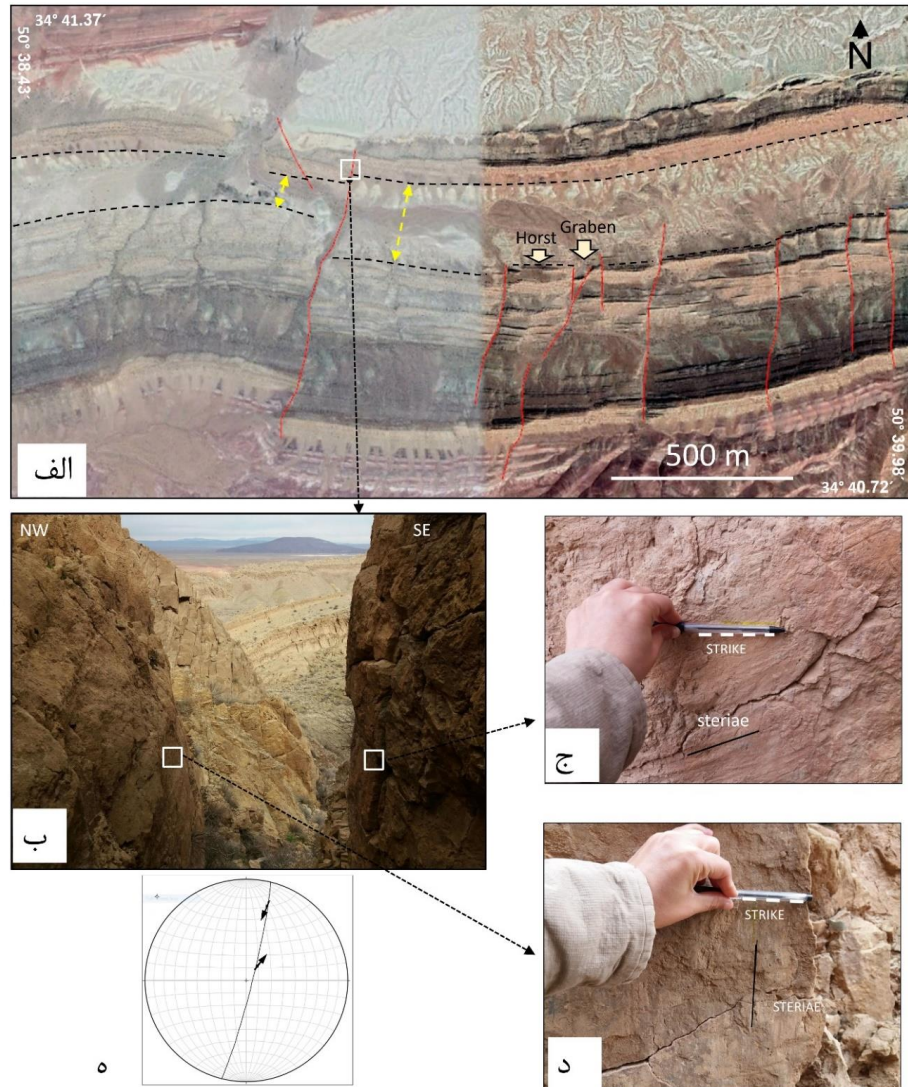 34° 41.37´
50° 38.43´
N
Horst
Graben
500 m
50° 39.98´
34° 40.72´
الف
NW
SE
ب
STRIKE
steriae
ج
STRIKE
STERIAE
د
ه